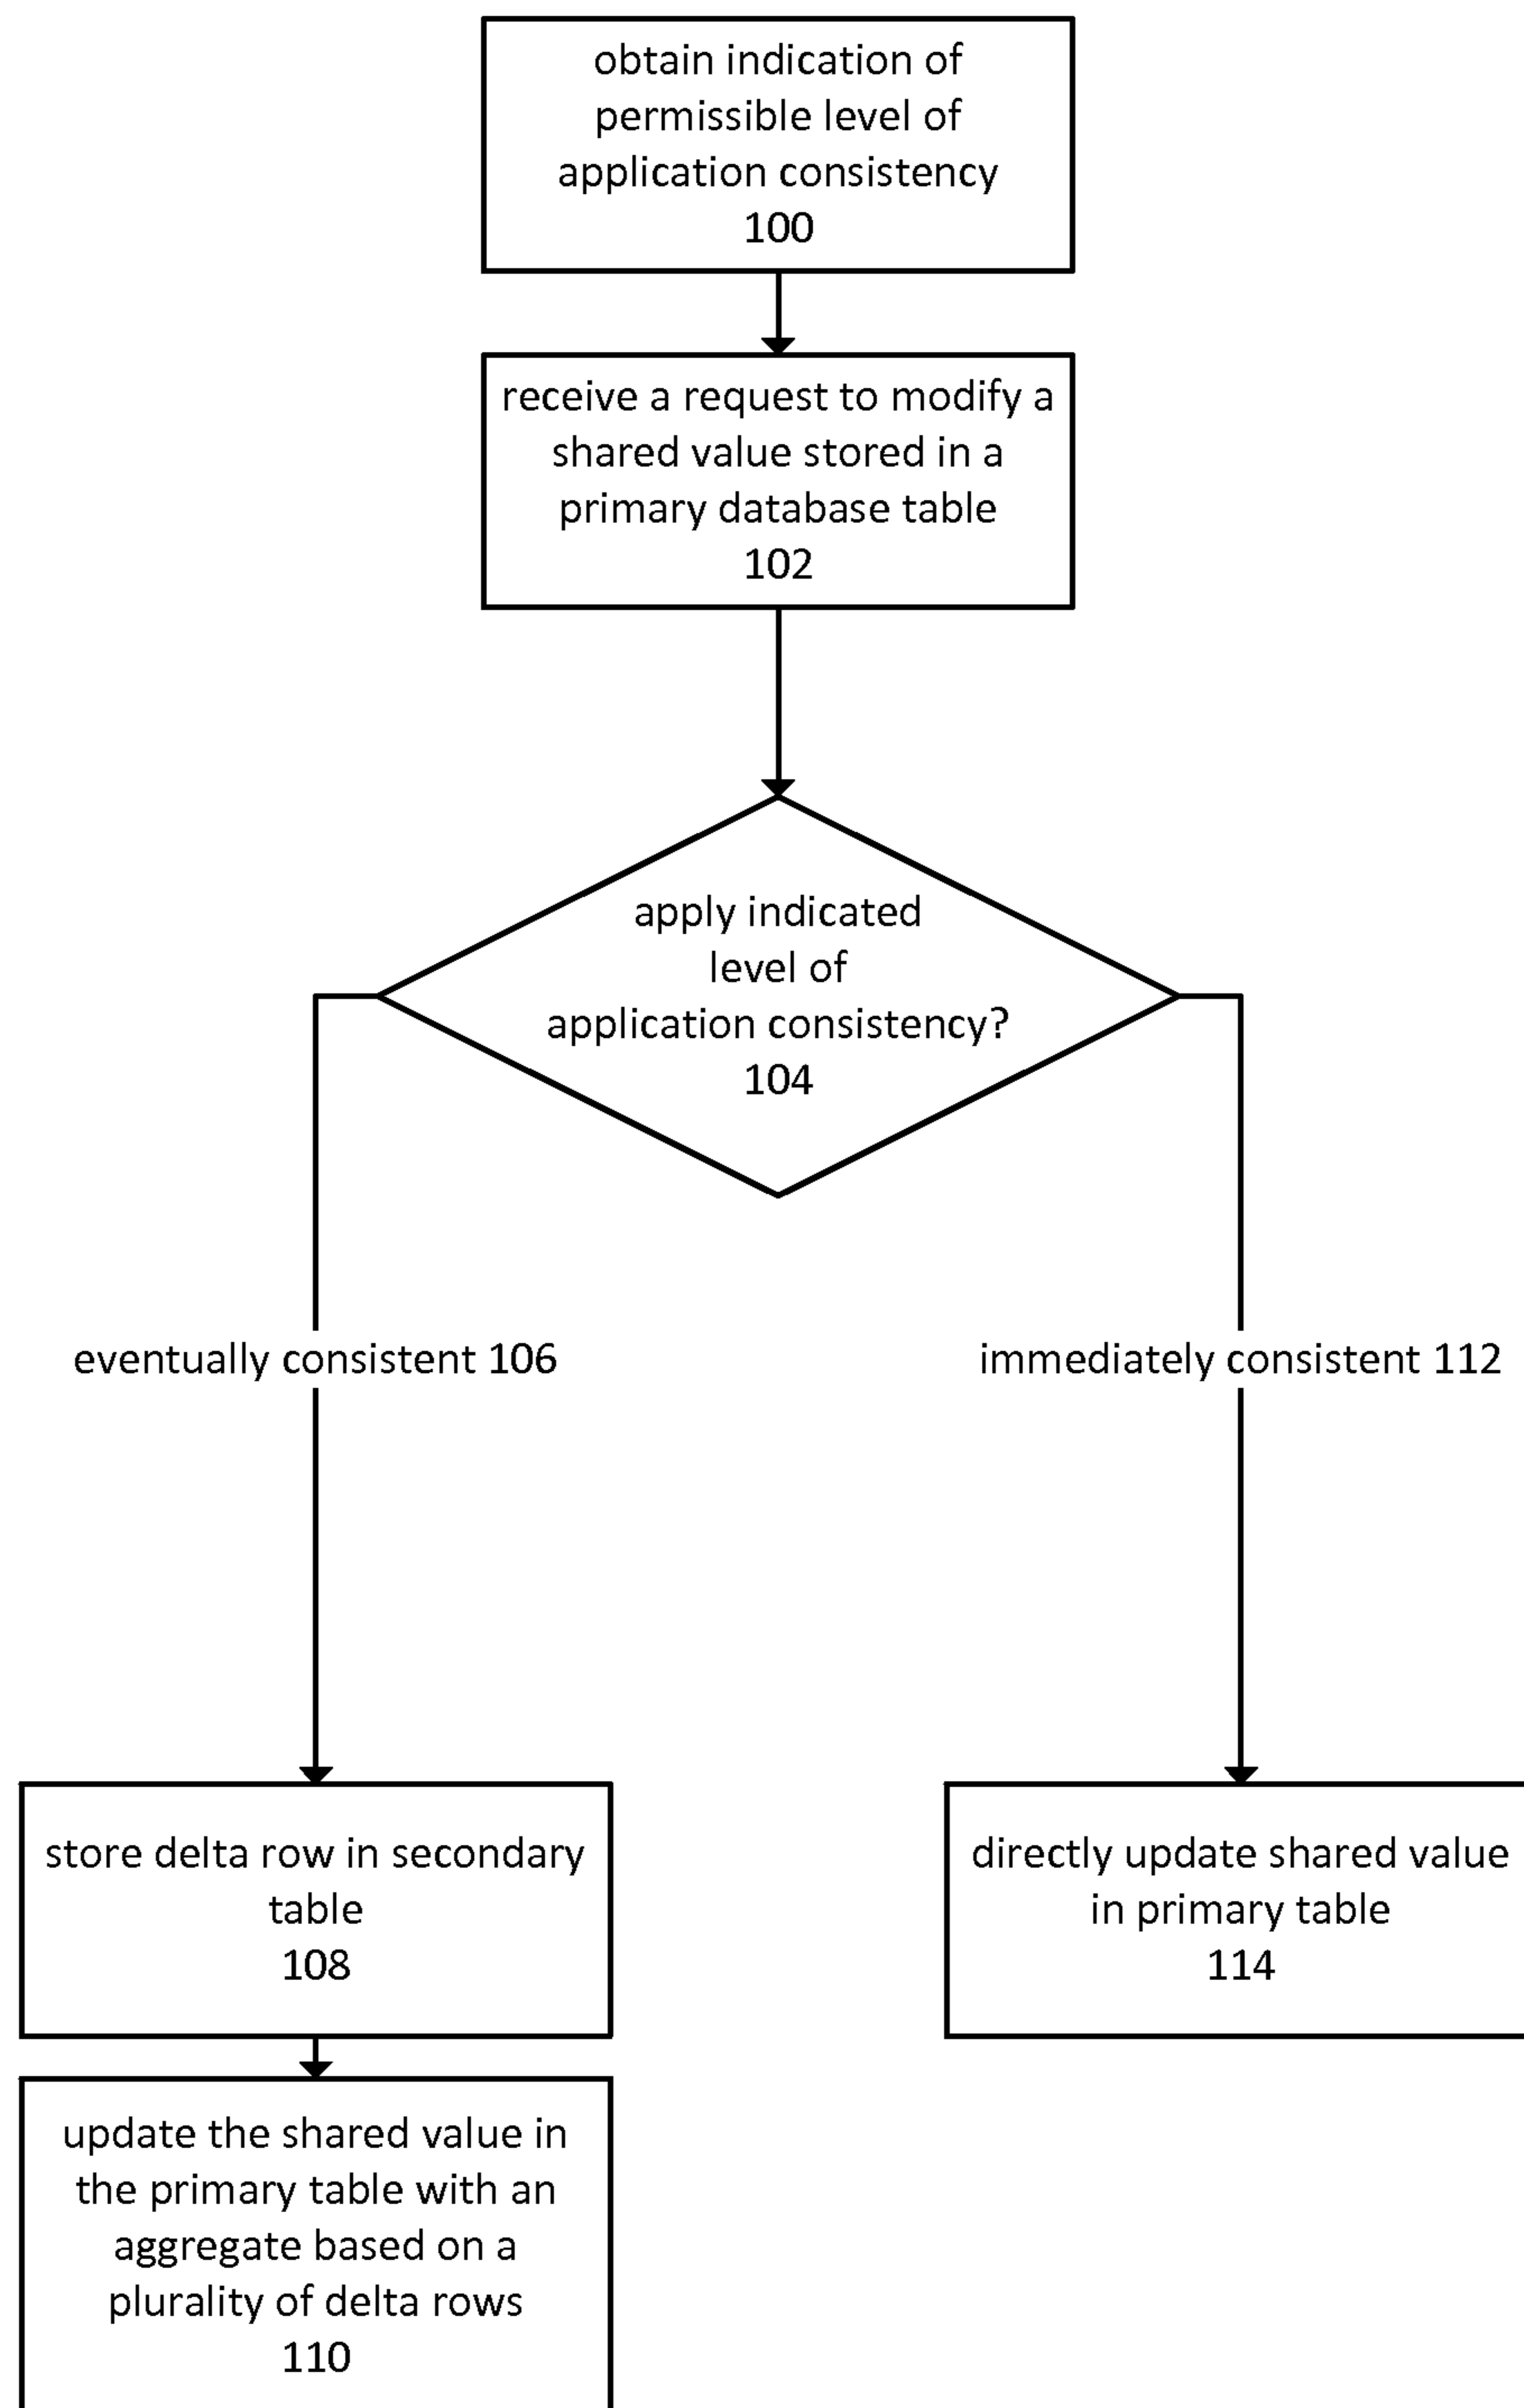 obtain indication of
permissible level of
application consistency
100
receive a request to modify a
shared value stored in a
primary database table
102
apply indicated
level of
application consistency?
104
eventually consistent 106
immediately consistent 112
store delta row in secondary
table
108
directly update shared value
in primary table
114
update the shared value in
the primary table with an
aggregate based on a
plurality of delta rows
110